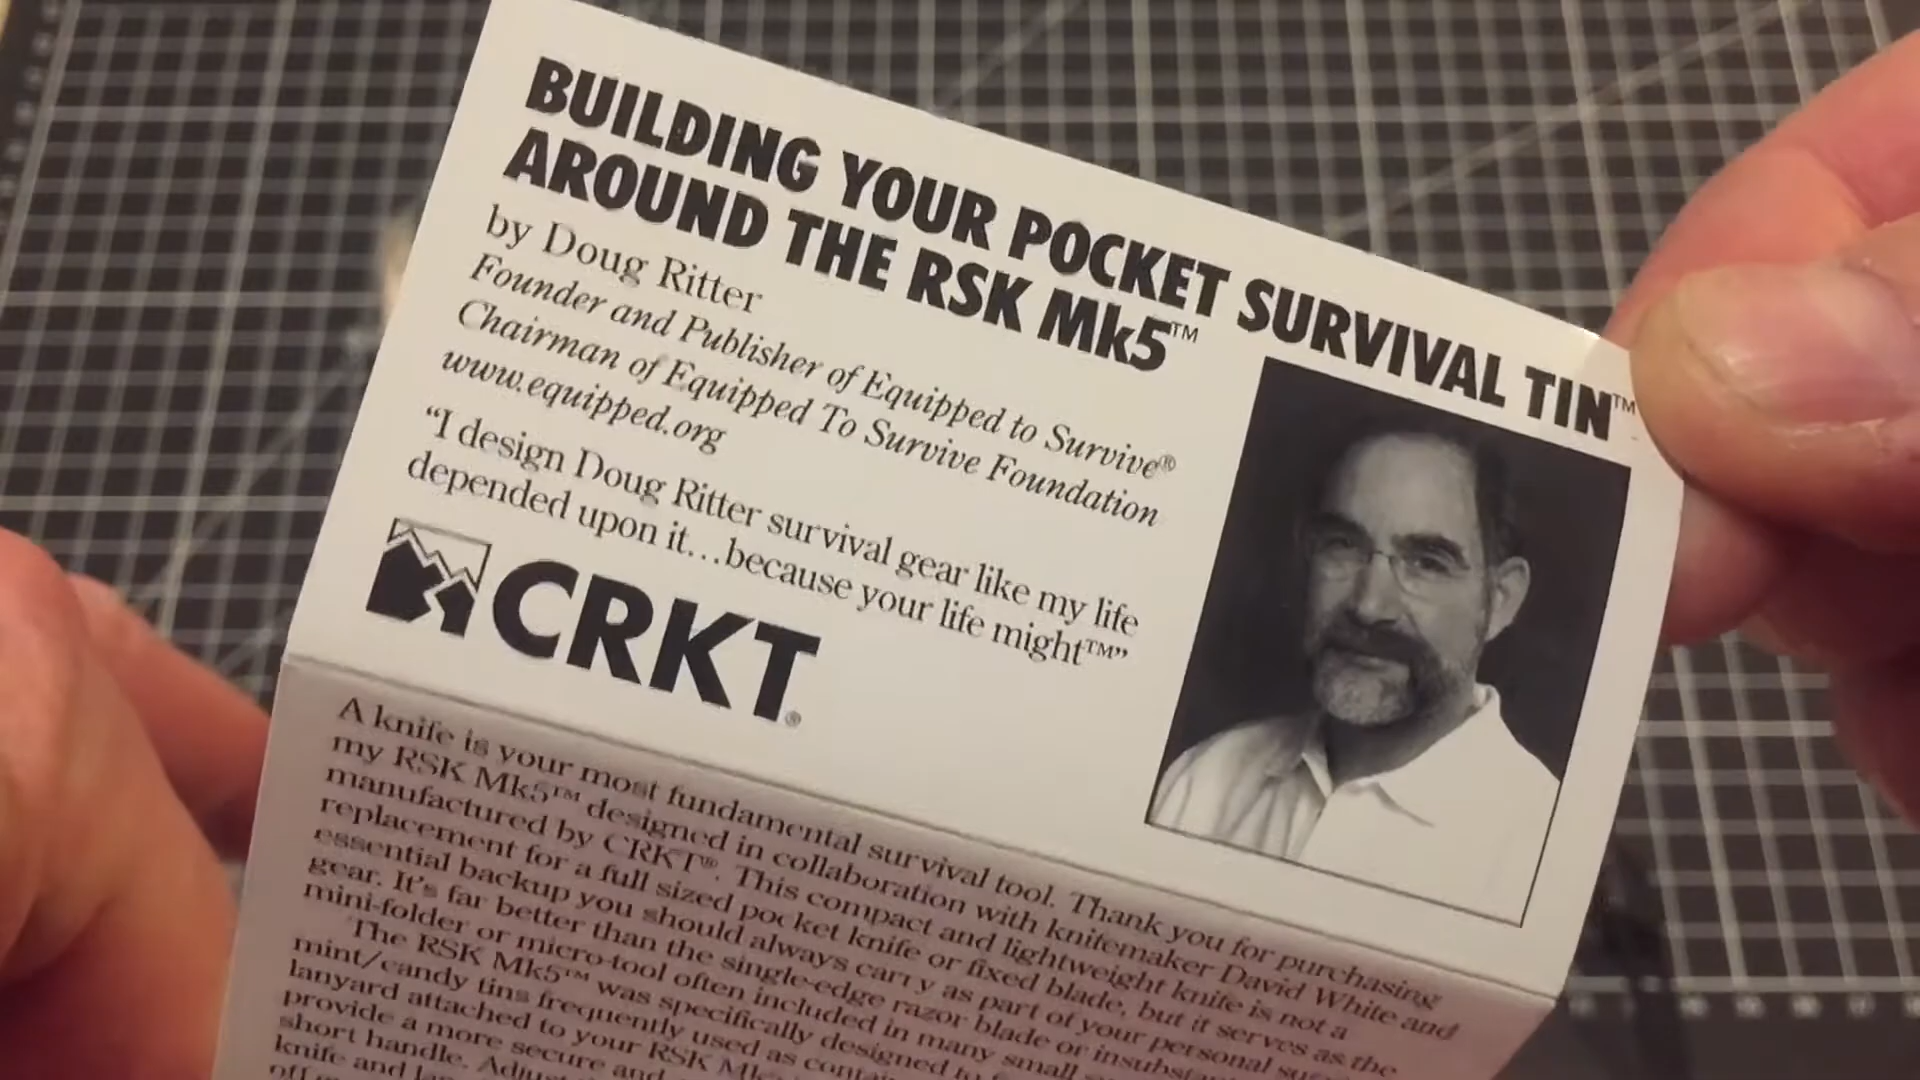 BUILDING YOUR POCKET SURVIVAL TIN™
AROUND THE RSK Mk5™
by Doug Ritter
Founder and Publisher of Equipped to Survive®
Chairman of Equipped To Survive Foundation
www.equipped.org
“I design Doug Ritter survival gear like my life
depended upon it…because your life might™”
CRKT®
A knife is your most fundamental survival tool. Thank you for purchasing
my RSK Mk5™ designed in collaboration with knifemaker David White and
manufactured by CRKT®. This compact and lightweight knife is not a
replacement for a full sized pocket knife or fixed blade, but it serves as the
essential backup you should always carry as part of your personal
gear. It's far better than the single-edge razor blade or
mini-folder or micro-tool often included in many small
The RSK Mk5™ was specifically designed to
mint/candy tins frequently used as
lanyard attached to your RSK
provide a more secure and
short handle.
knife and